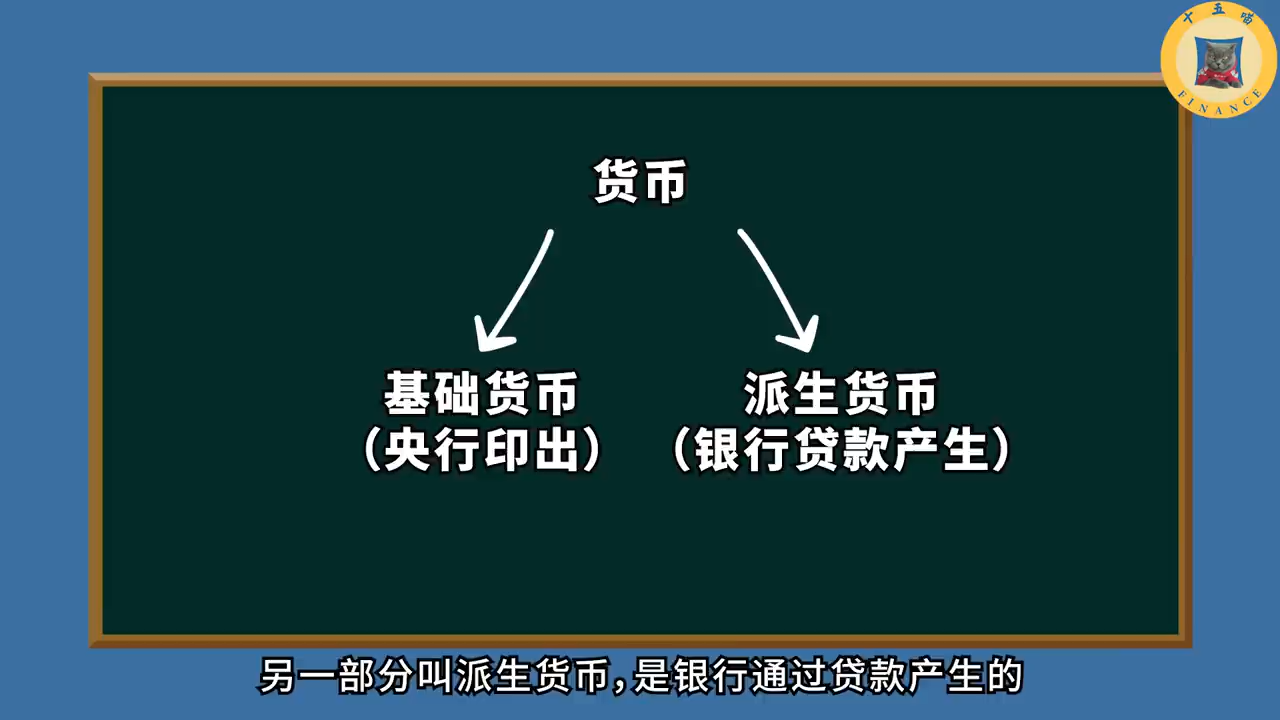 十五喵
FINANCE
货币
基础货币 派生货币
（央行印出） （银行贷款产生）
另一部分叫派生货币，是银行通过贷款产生的